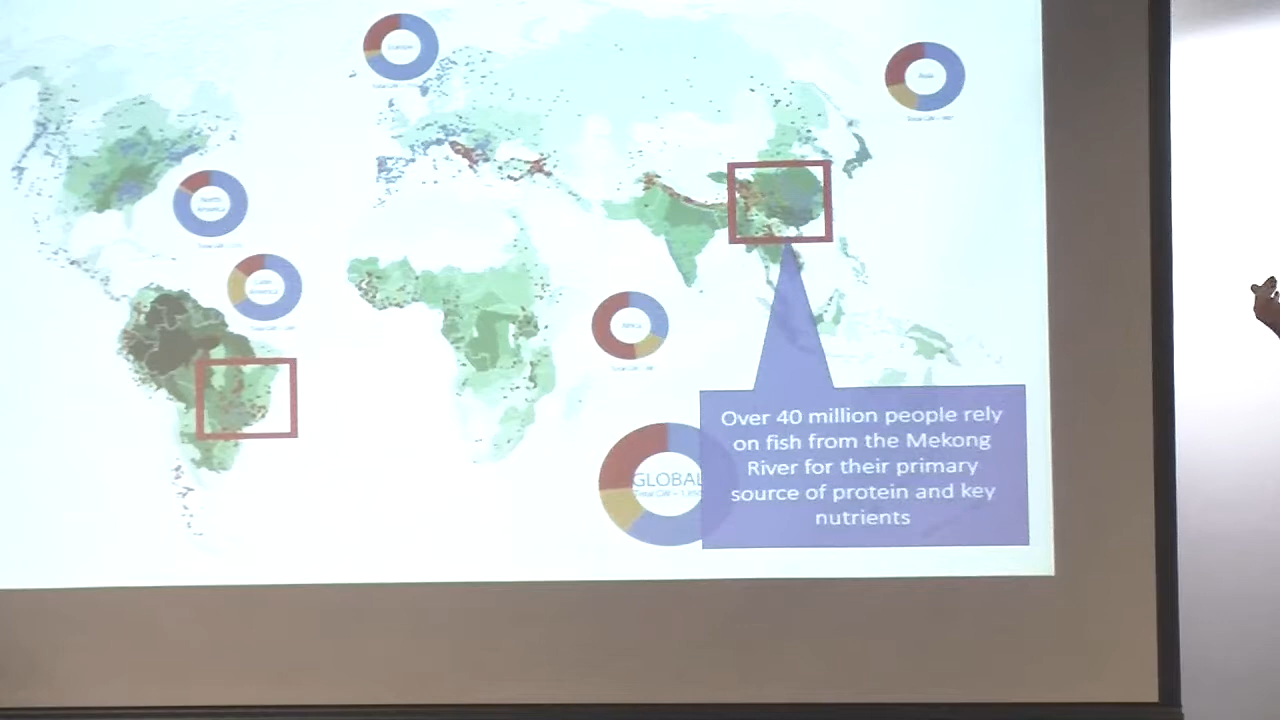 Europe
Asia
North
America
Latin
America
Africa
GLOBAL
Over 40 million people rely
on fish from the Mekong
River for their primary
source of protein and key
nutrients